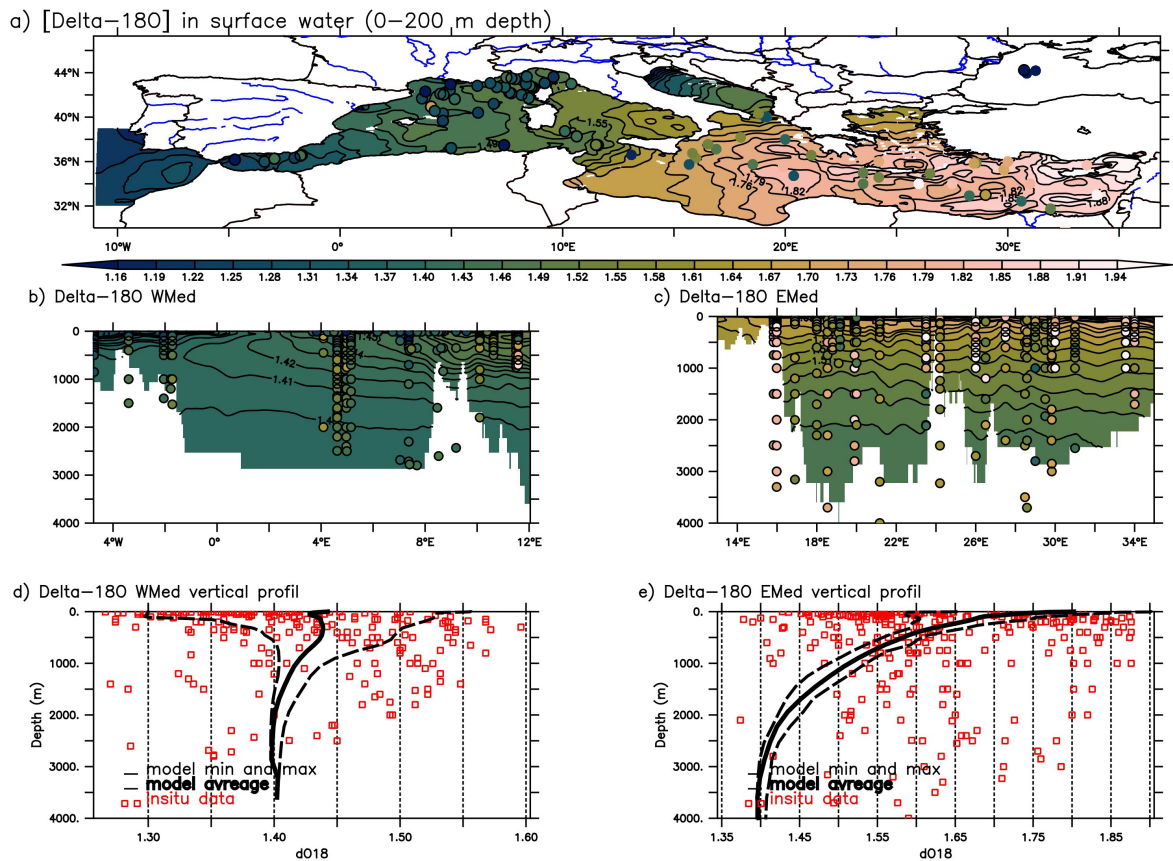 a) [Delta-18O] in surface water (0-200 m depth)
44°N
40°N
36°N
32°N
1.55
1.49
1.76
1.79
1.82
1.82
1.85
1.88
10°W 0° 10°E 20°E 30°E
1.16 1.19 1.22 1.25 1.28 1.31 1.34 1.37 1.40 1.43 1.46 1.49 1.52 1.55 1.58 1.61 1.64 1.67 1.70 1.73 1.76 1.79 1.82 1.85 1.88 1.91 1.94
b) Delta-18O WMed
0
1000
2000
3000
4000
1.42
1.41
4°W 0° 4°E 8°E 12°E
c) Delta-18O EMed
0
1000
2000
3000
4000
14°E 18°E 22°E 26°E 30°E 34°E
d) Delta-18O WMed vertical profil
Depth (m)
0.
1000.
2000.
3000.
4000.
model min and max
model avreage
insitu data
1.30 1.40 1.50 1.60
dO18
e) Delta-18O EMed vertical profil
Depth (m)
0.
1000.
2000.
3000.
4000.
model min and max
model avreage
insitu data
1.35 1.45 1.55 1.65 1.75 1.85
dO18